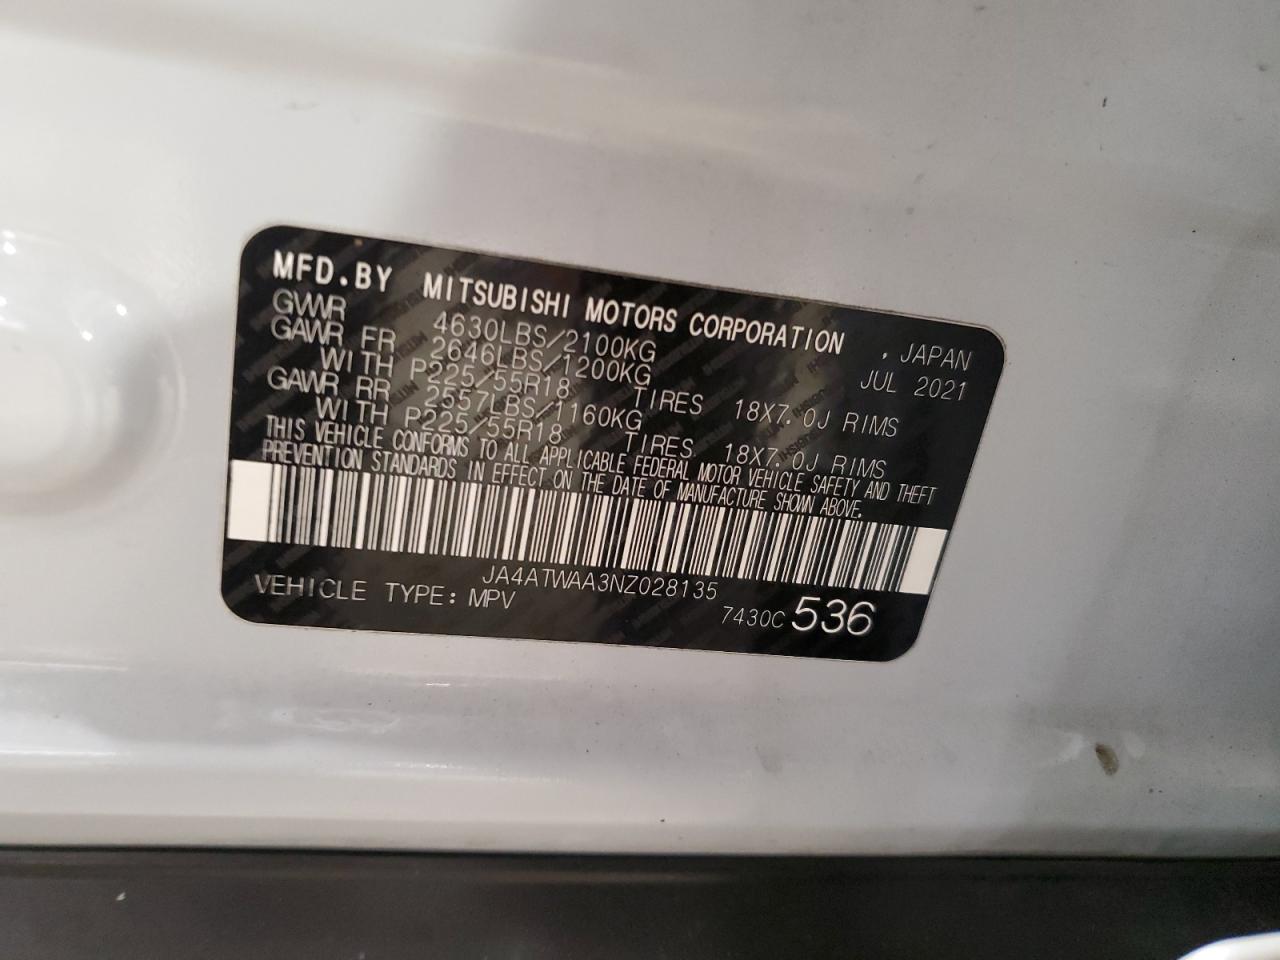 MFD.BY MITSUBISHI MOTORS CORPORATION , JAPAN
GVWR 4630LBS/2100KG JUL 2021
GAWR FR 2646LBS/1200KG
WITH P225/55R18 TIRES 18X7.0J RIMS
GAWR RR 2557LBS/1160KG
WITH P225/55R18 TIRES 18X7.0J RIMS
THIS VEHICLE CONFORMS TO ALL APPLICABLE FEDERAL MOTOR VEHICLE SAFETY AND THEFT
PREVENTION STANDARDS IN EFFECT ON THE DATE OF MANUFACTURE SHOWN ABOVE.
JA4ATWAA3NZ028135
VEHICLE TYPE: MPV 7430C 536